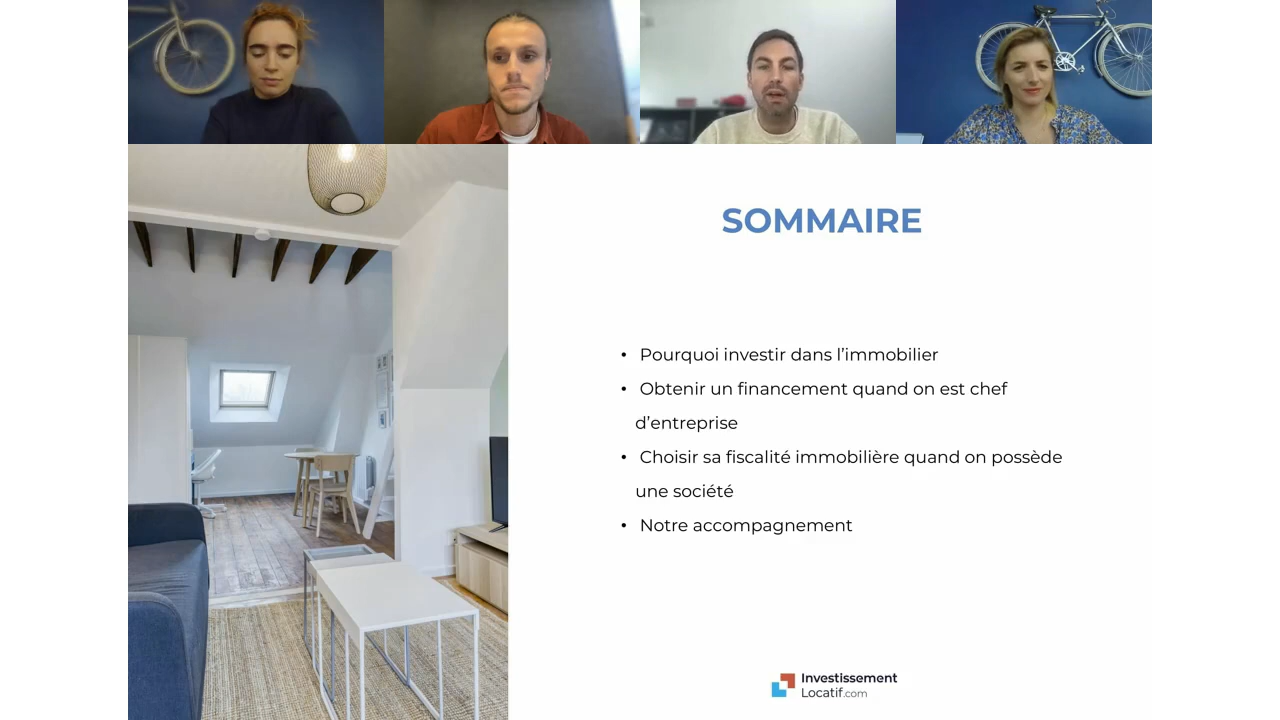 SOMMAIRE
• Pourquoi investir dans l’immobilier
• Obtenir un financement quand on est chef
d’entreprise
• Choisir sa fiscalité immobilière quand on possède
une société
• Notre accompagnement
Investissement
Locatif.com